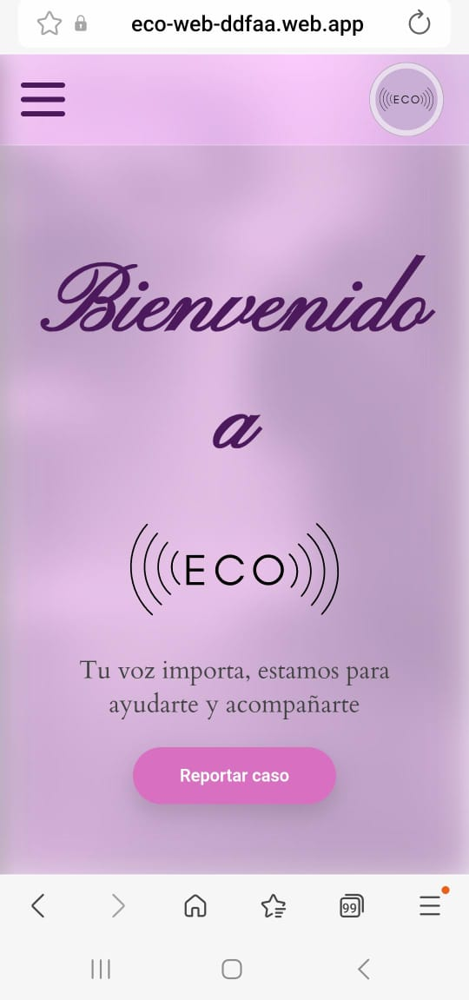 eco-web-ddfaa.web.app
(((ECO)))
Bienvenido
a
((((ECO))))
Tu voz importa, estamos para
ayudarte y acompañarte
Reportar caso
99